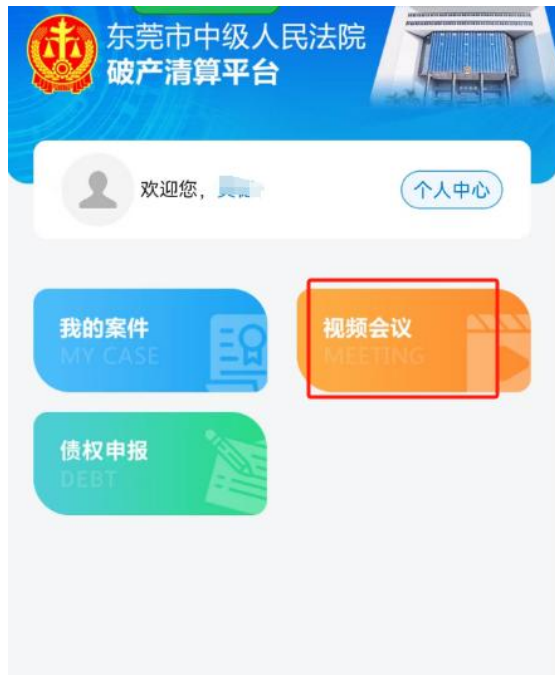 东莞市中级人民法院
破产清算平台
欢迎您,
个人中心
我的案件
MY CASE
视频会议
MEETING
债权申报
DEBT